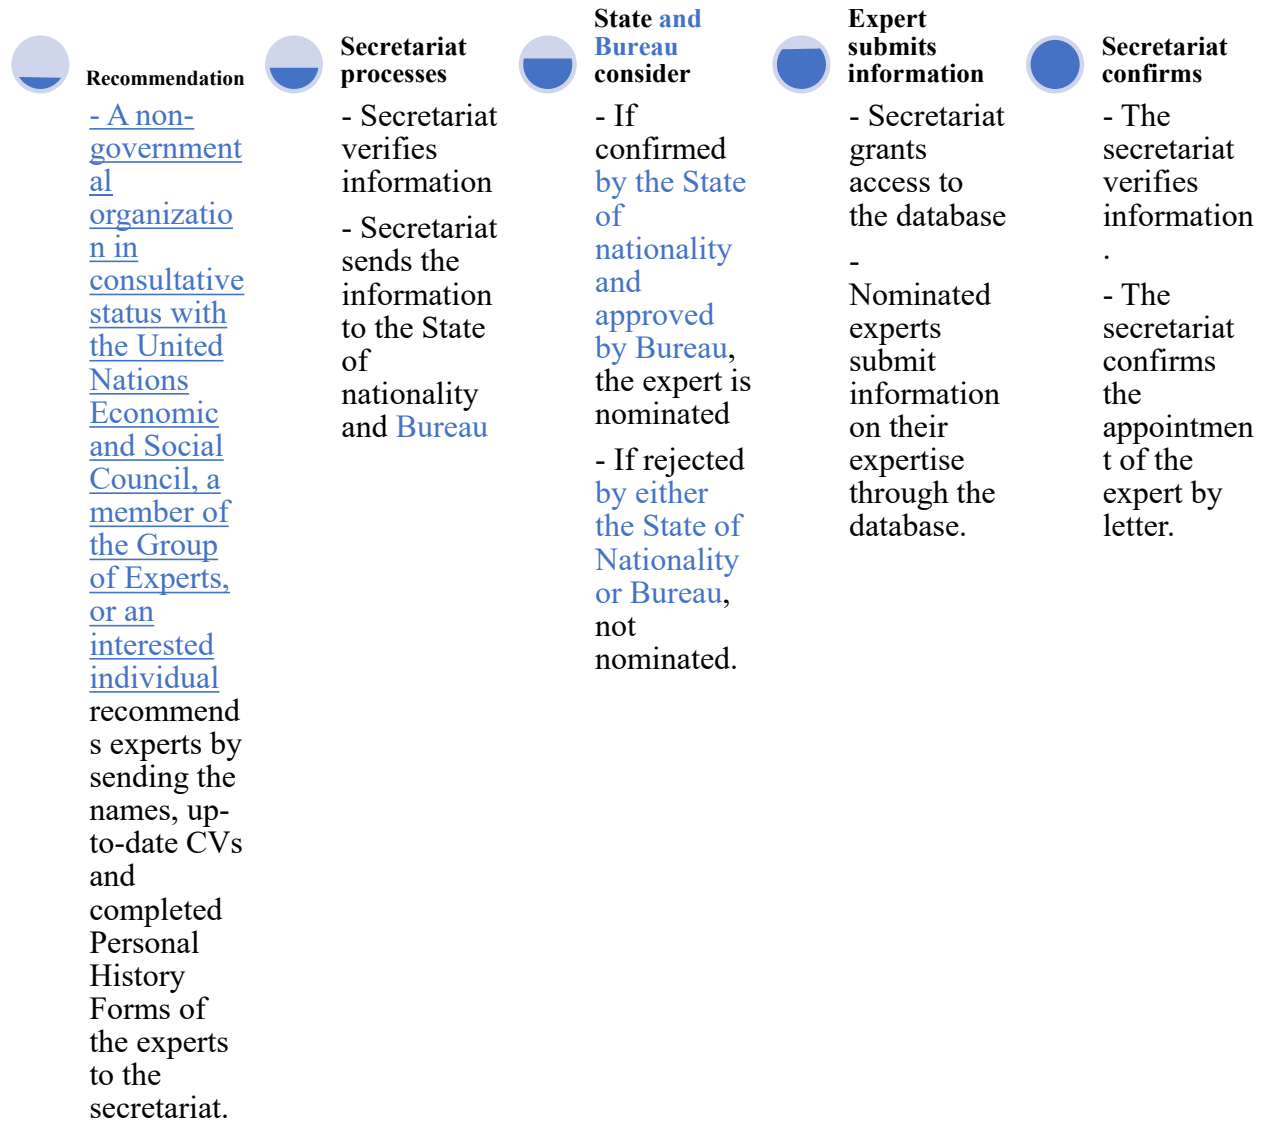 Recommendation
- A non-
government
al
organizatio
n in
consultative
status with
the United
Nations
Economic
and Social
Council, a
member of
the Group
of Experts,
or an
interested
individual
recommend
s experts by
sending the
names, up-
to-date CVs
and
completed
Personal
History
Forms of
the experts
to the
secretariat.
Secretariat
processes
- Secretariat
verifies
information
- Secretariat
sends the
information
to the State
of
nationality
and Bureau
State and
Bureau
consider
- If
confirmed
by the State
of
nationality
and
approved
by Bureau,
the expert is
nominated
- If rejected
by either
the State of
Nationality
or Bureau,
not
nominated.
Expert
submits
information
- Secretariat
grants
access to
the database
-
Nominated
experts
submit
information
on their
expertise
through the
database.
Secretariat
confirms
- The
secretariat
verifies
information
.
- The
secretariat
confirms
the
appointmen
t of the
expert by
letter.